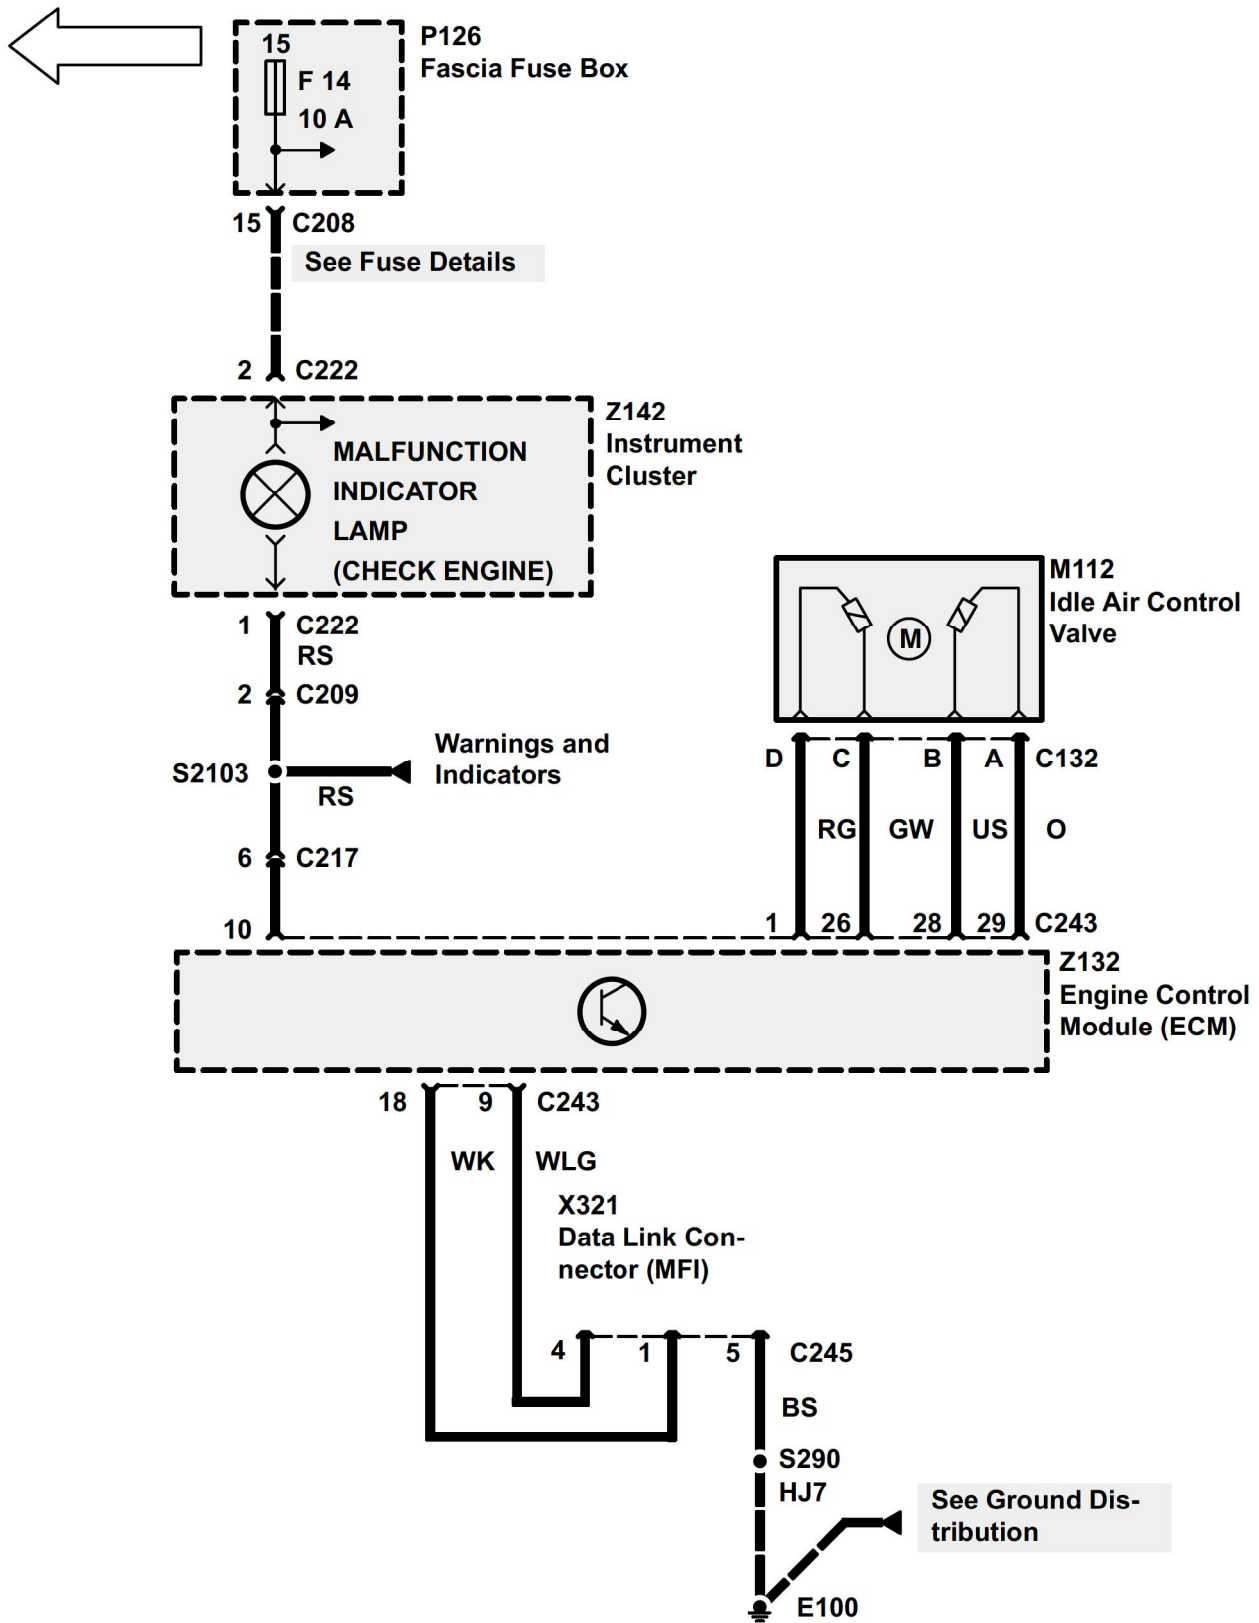 15
F 14
10 A
P126
Fascia Fuse Box
15 C208
See Fuse Details
2 C222
Z142
Instrument
Cluster
MALFUNCTION
INDICATOR
LAMP
(CHECK ENGINE)
1 C222
RS
2 C209
Warnings and
Indicators
S2103
RS
6 C217
10
M112
Idle Air Control
Valve
M
D C B A C132
RG GW US O
1 26 28 29 C243
Z132
Engine Control
Module (ECM)
18 9 C243
WK WLG
X321
Data Link Con-
nector (MFI)
4 1 5 C245
BS
S290
HJ7
See Ground Dis-
tribution
E100